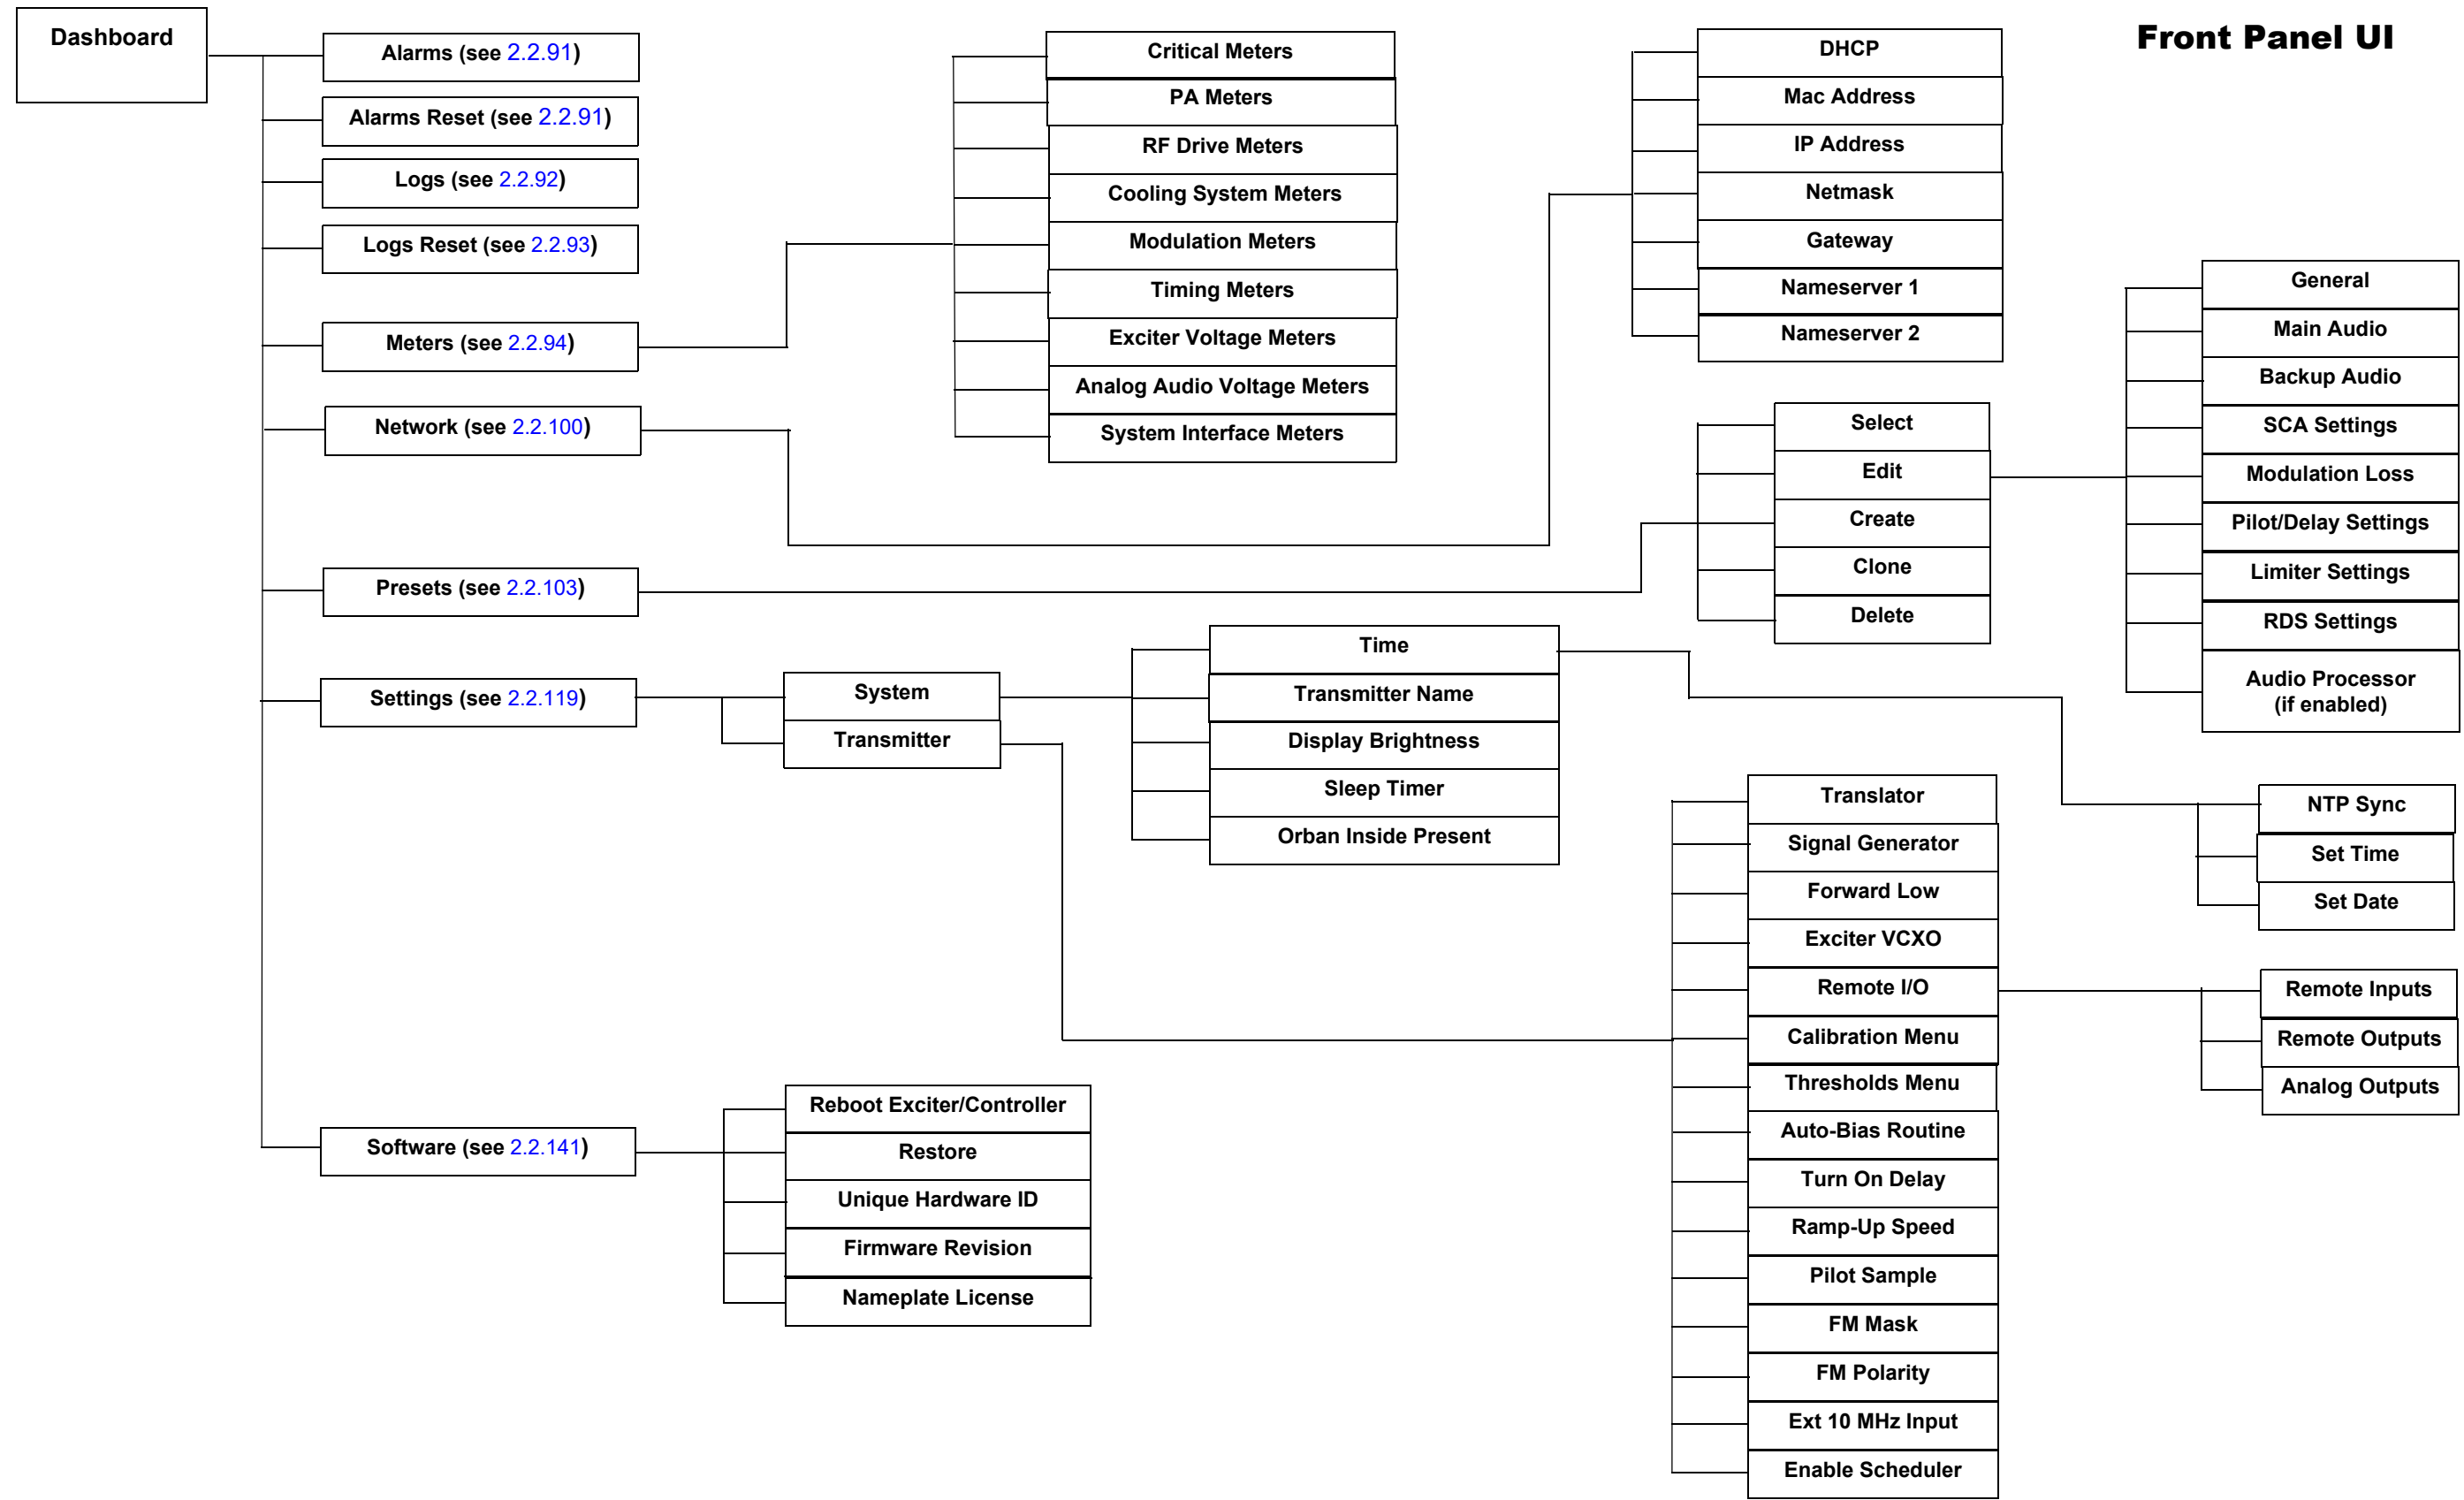 Front Panel UI
Dashboard
Alarms (see 2.2.91)
Alarms Reset (see 2.2.91)
Logs (see 2.2.92)
Logs Reset (see 2.2.93)
Meters (see 2.2.94)
Network (see 2.2.100)
Presets (see 2.2.103)
Settings (see 2.2.119)
Software (see 2.2.141)
Critical Meters
PA Meters
RF Drive Meters
Cooling System Meters
Modulation Meters
Timing Meters
Exciter Voltage Meters
Analog Audio Voltage Meters
System Interface Meters
DHCP
Mac Address
IP Address
Netmask
Gateway
Nameserver 1
Nameserver 2
Select
Edit
Create
Clone
Delete
General
Main Audio
Backup Audio
SCA Settings
Modulation Loss
Pilot/Delay Settings
Limiter Settings
RDS Settings
Audio Processor
(if enabled)
System
Transmitter
Time
Transmitter Name
Display Brightness
Sleep Timer
Orban Inside Present
NTP Sync
Set Time
Set Date
Translator
Signal Generator
Forward Low
Exciter VCXO
Remote I/O
Calibration Menu
Thresholds Menu
Auto-Bias Routine
Turn On Delay
Ramp-Up Speed
Pilot Sample
FM Mask
FM Polarity
Ext 10 MHz Input
Enable Scheduler
Remote Inputs
Remote Outputs
Analog Outputs
Reboot Exciter/Controller
Restore
Unique Hardware ID
Firmware Revision
Nameplate License